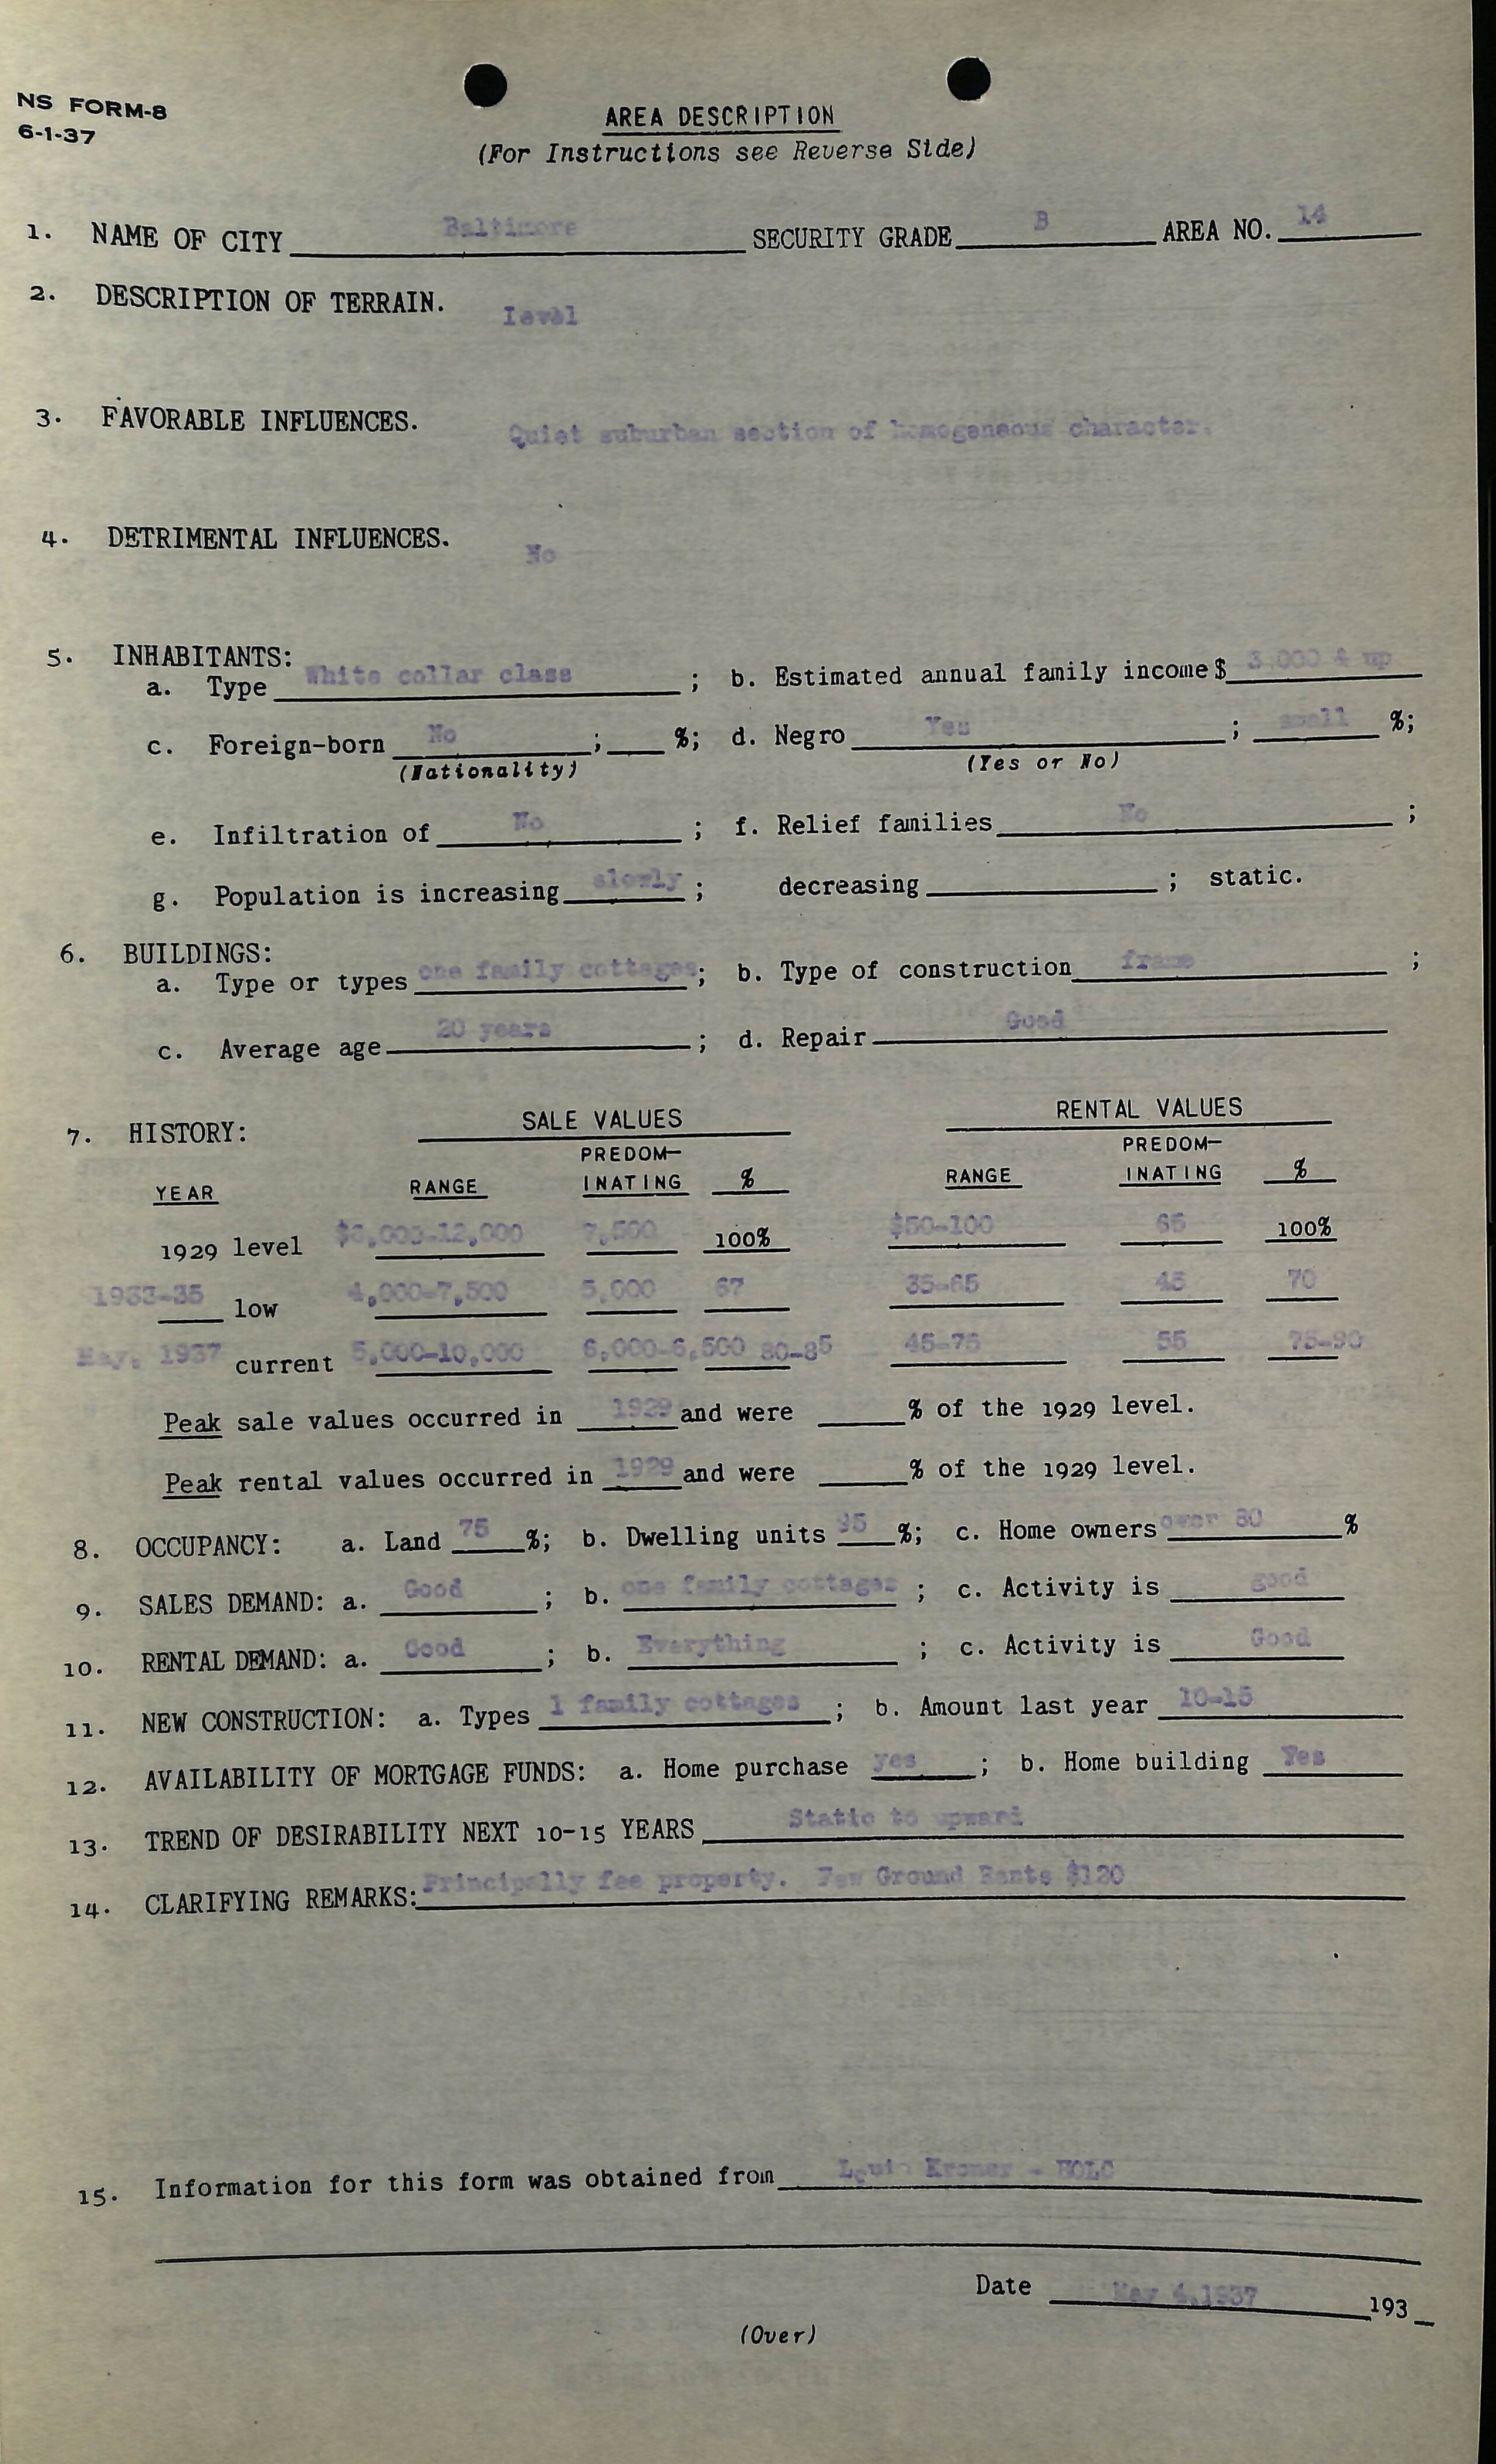 NS FORM-8
6-1-37
AREA DESCRIPTION
(For Instructions see Reverse Side)
1. NAME OF CITY Baltimore SECURITY GRADE B AREA NO. 14
2. DESCRIPTION OF TERRAIN. Level
3. FAVORABLE INFLUENCES. Quiet suburban section of homogeneous character.
4. DETRIMENTAL INFLUENCES. No
5. INHABITANTS:
a. Type White collar class ; b. Estimated annual family income $ 3,000 & up
c. Foreign-born No ; %; d. Negro Yes ; small %;
(Nationality) (Yes or No)
e. Infiltration of No ; f. Relief families No ;
g. Population is increasing slowly ; decreasing ; static.
6. BUILDINGS:
a. Type or types one family cottages ; b. Type of construction frame ;
c. Average age 20 years ; d. Repair Good
7. HISTORY: SALE VALUES RENTAL VALUES
PREDOM- PREDOM-
YEAR RANGE INATING % RANGE INATING %
1929 level $6,000-12,000 7,500 100% $50-100 65 100%
1933-35 low 4,000-7,500 5,000 67 35-65 45 70
May, 1937 current 5,000-10,000 6,000-6,500 80-85 45-75 55 75-90
Peak sale values occurred in 1929 and were % of the 1929 level.
Peak rental values occurred in 1929 and were % of the 1929 level.
8. OCCUPANCY: a. Land 75 %; b. Dwelling units 95 %; c. Home owners over 80 %
9. SALES DEMAND: a. Good ; b. one family cottages ; c. Activity is good
10. RENTAL DEMAND: a. Good ; b. Everything ; c. Activity is Good
11. NEW CONSTRUCTION: a. Types 1 family cottages ; b. Amount last year 10-15
12. AVAILABILITY OF MORTGAGE FUNDS: a. Home purchase yes ; b. Home building Yes
13. TREND OF DESIRABILITY NEXT 10-15 YEARS Static to upward
14. CLARIFYING REMARKS: Principally fee property. Few Ground Rents $120
15. Information for this form was obtained from Louis Kroner - HOLC
Date May 4,1937 193
(Over)